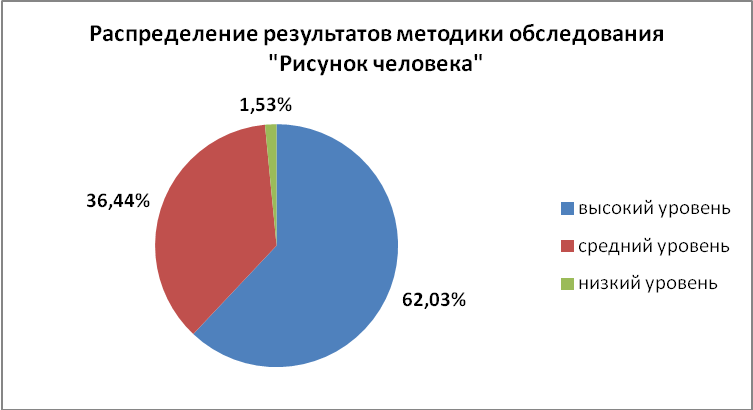 Распределение результатов методики обследования
"Рисунок человека"
1,53%
36,44%
62,03%
высокий уровень
средний уровень
низкий уровень